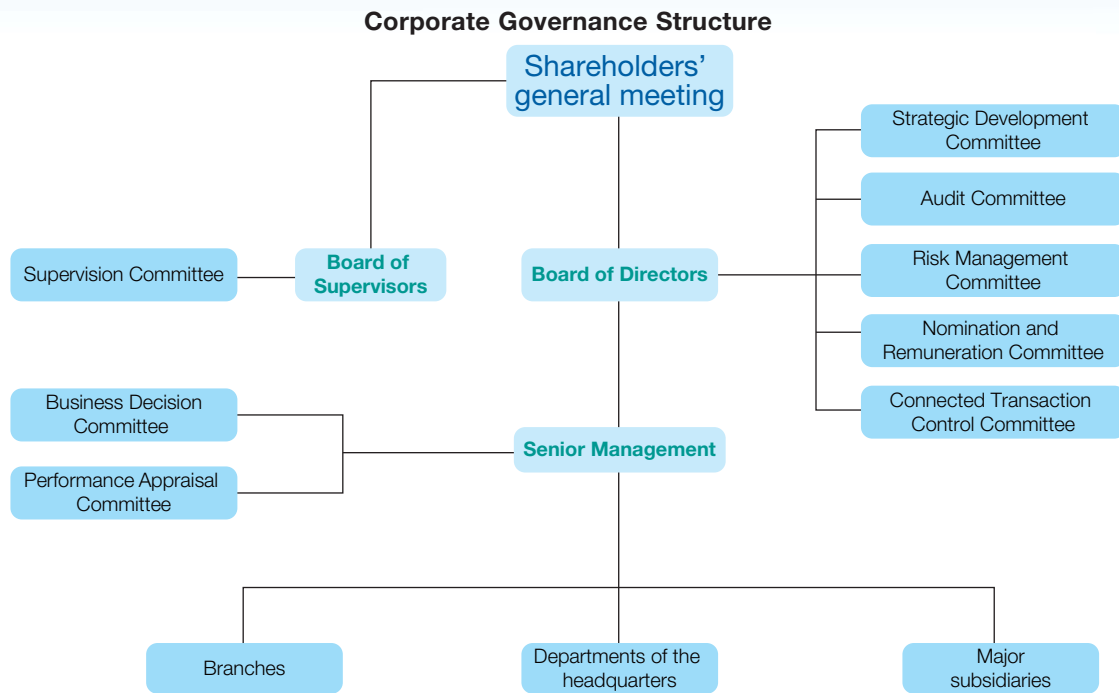 Corporate Governance Structure
Shareholders’
general meeting
Strategic Development
Committee
Audit Committee
Supervision Committee
Board of
Supervisors
Board of Directors
Risk Management
Committee
Nomination and
Remuneration Committee
Business Decision
Committee
Connected Transaction
Control Committee
Senior Management
Performance Appraisal
Committee
Branches
Departments of the
headquarters
Major
subsidiaries